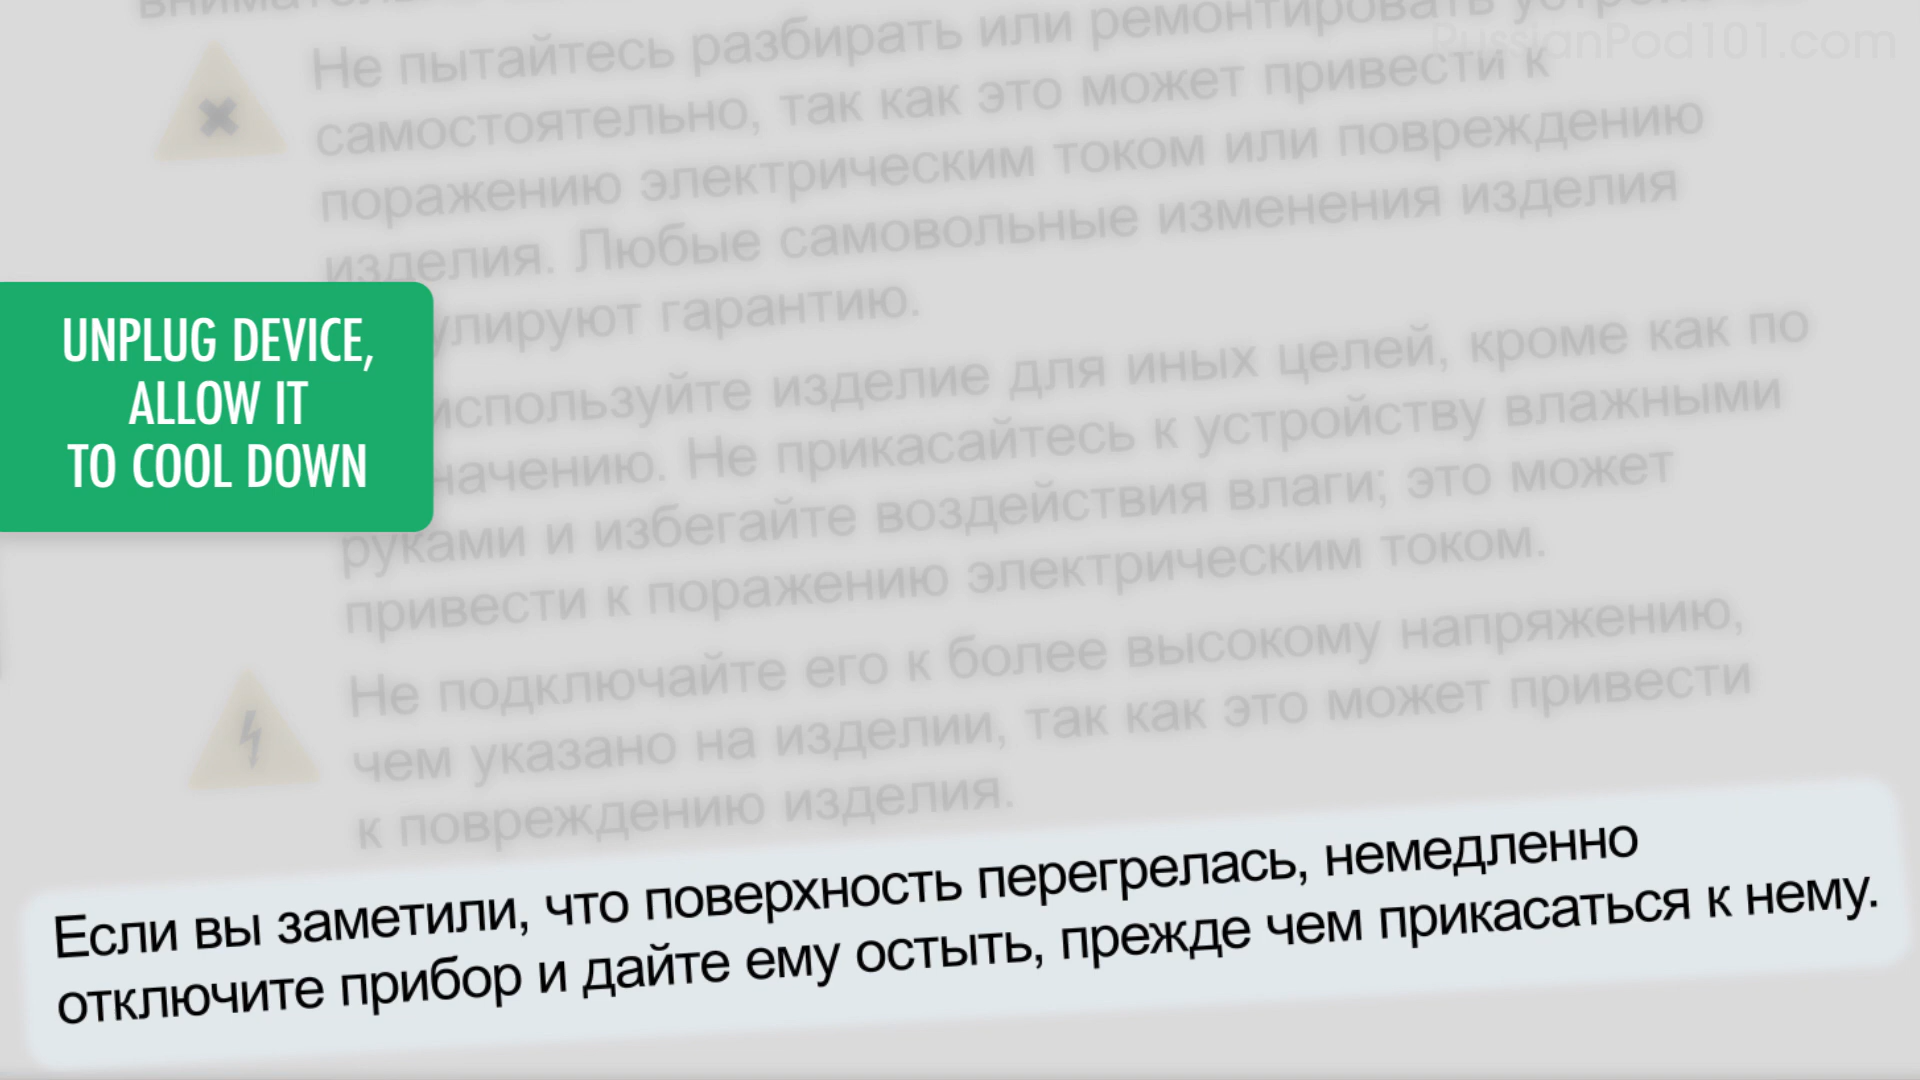 RussianPod101.com
Не пытайтесь разбирать или ремонтировать
самостоятельно, так как это может привести к
поражению электрическим током или повреждению
изделия. Любые самовольные изменения изделия
гарантию.
UNPLUG DEVICE,
ALLOW IT
TO COOL DOWN
используйте изделие для иных целей, кроме как по
Не прикасайтесь к устройству влажными
руками и избегайте воздействия влаги; это может
привести к поражению электрическим током.
Не подключайте его к более высокому напряжению,
чем указано на изделии, так как это может привести
к повреждению изделия.
Если вы заметили, что поверхность перегрелась, немедленно
отключите прибор и дайте ему остыть, прежде чем прикасаться к нему.